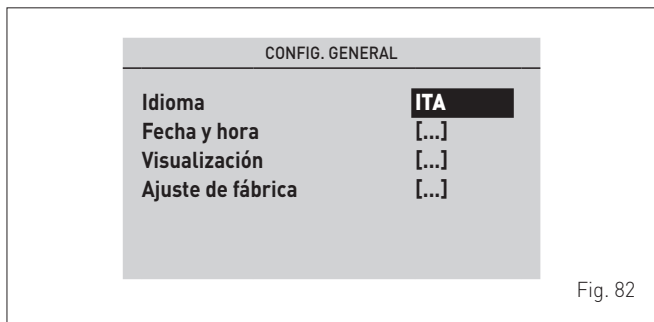 CONFIG. GENERAL
Idioma ITA
Fecha y hora [...]
Visualización [...]
Ajuste de fábrica [...]
Fig. 82